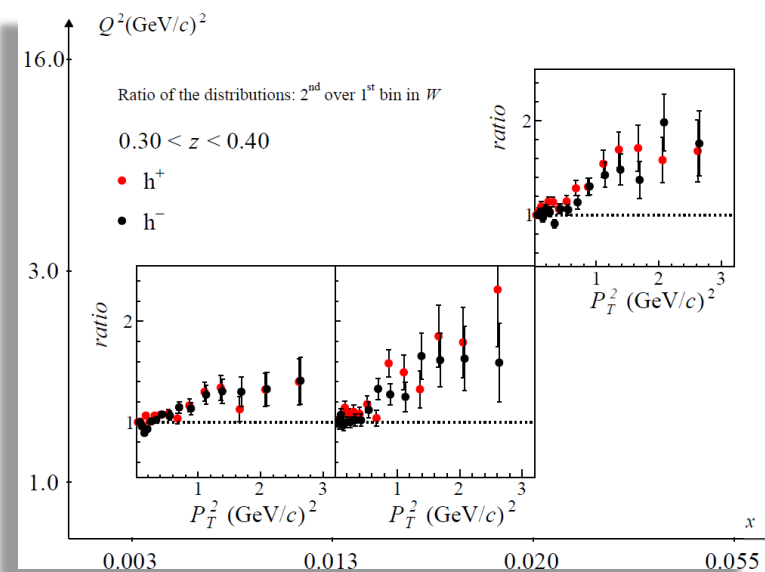 Q²(GeV/c)²
16.0
Ratio of the distributions: 2nd over 1st bin in W
0.30 < z < 0.40
h⁺
h⁻
ratio
2
1
1 2 3
P_T² (GeV/c)²
3.0
ratio
2
1
1 2 3 1 2 3
P_T² (GeV/c)² P_T² (GeV/c)²
1.0
x
0.003 0.013 0.020 0.055